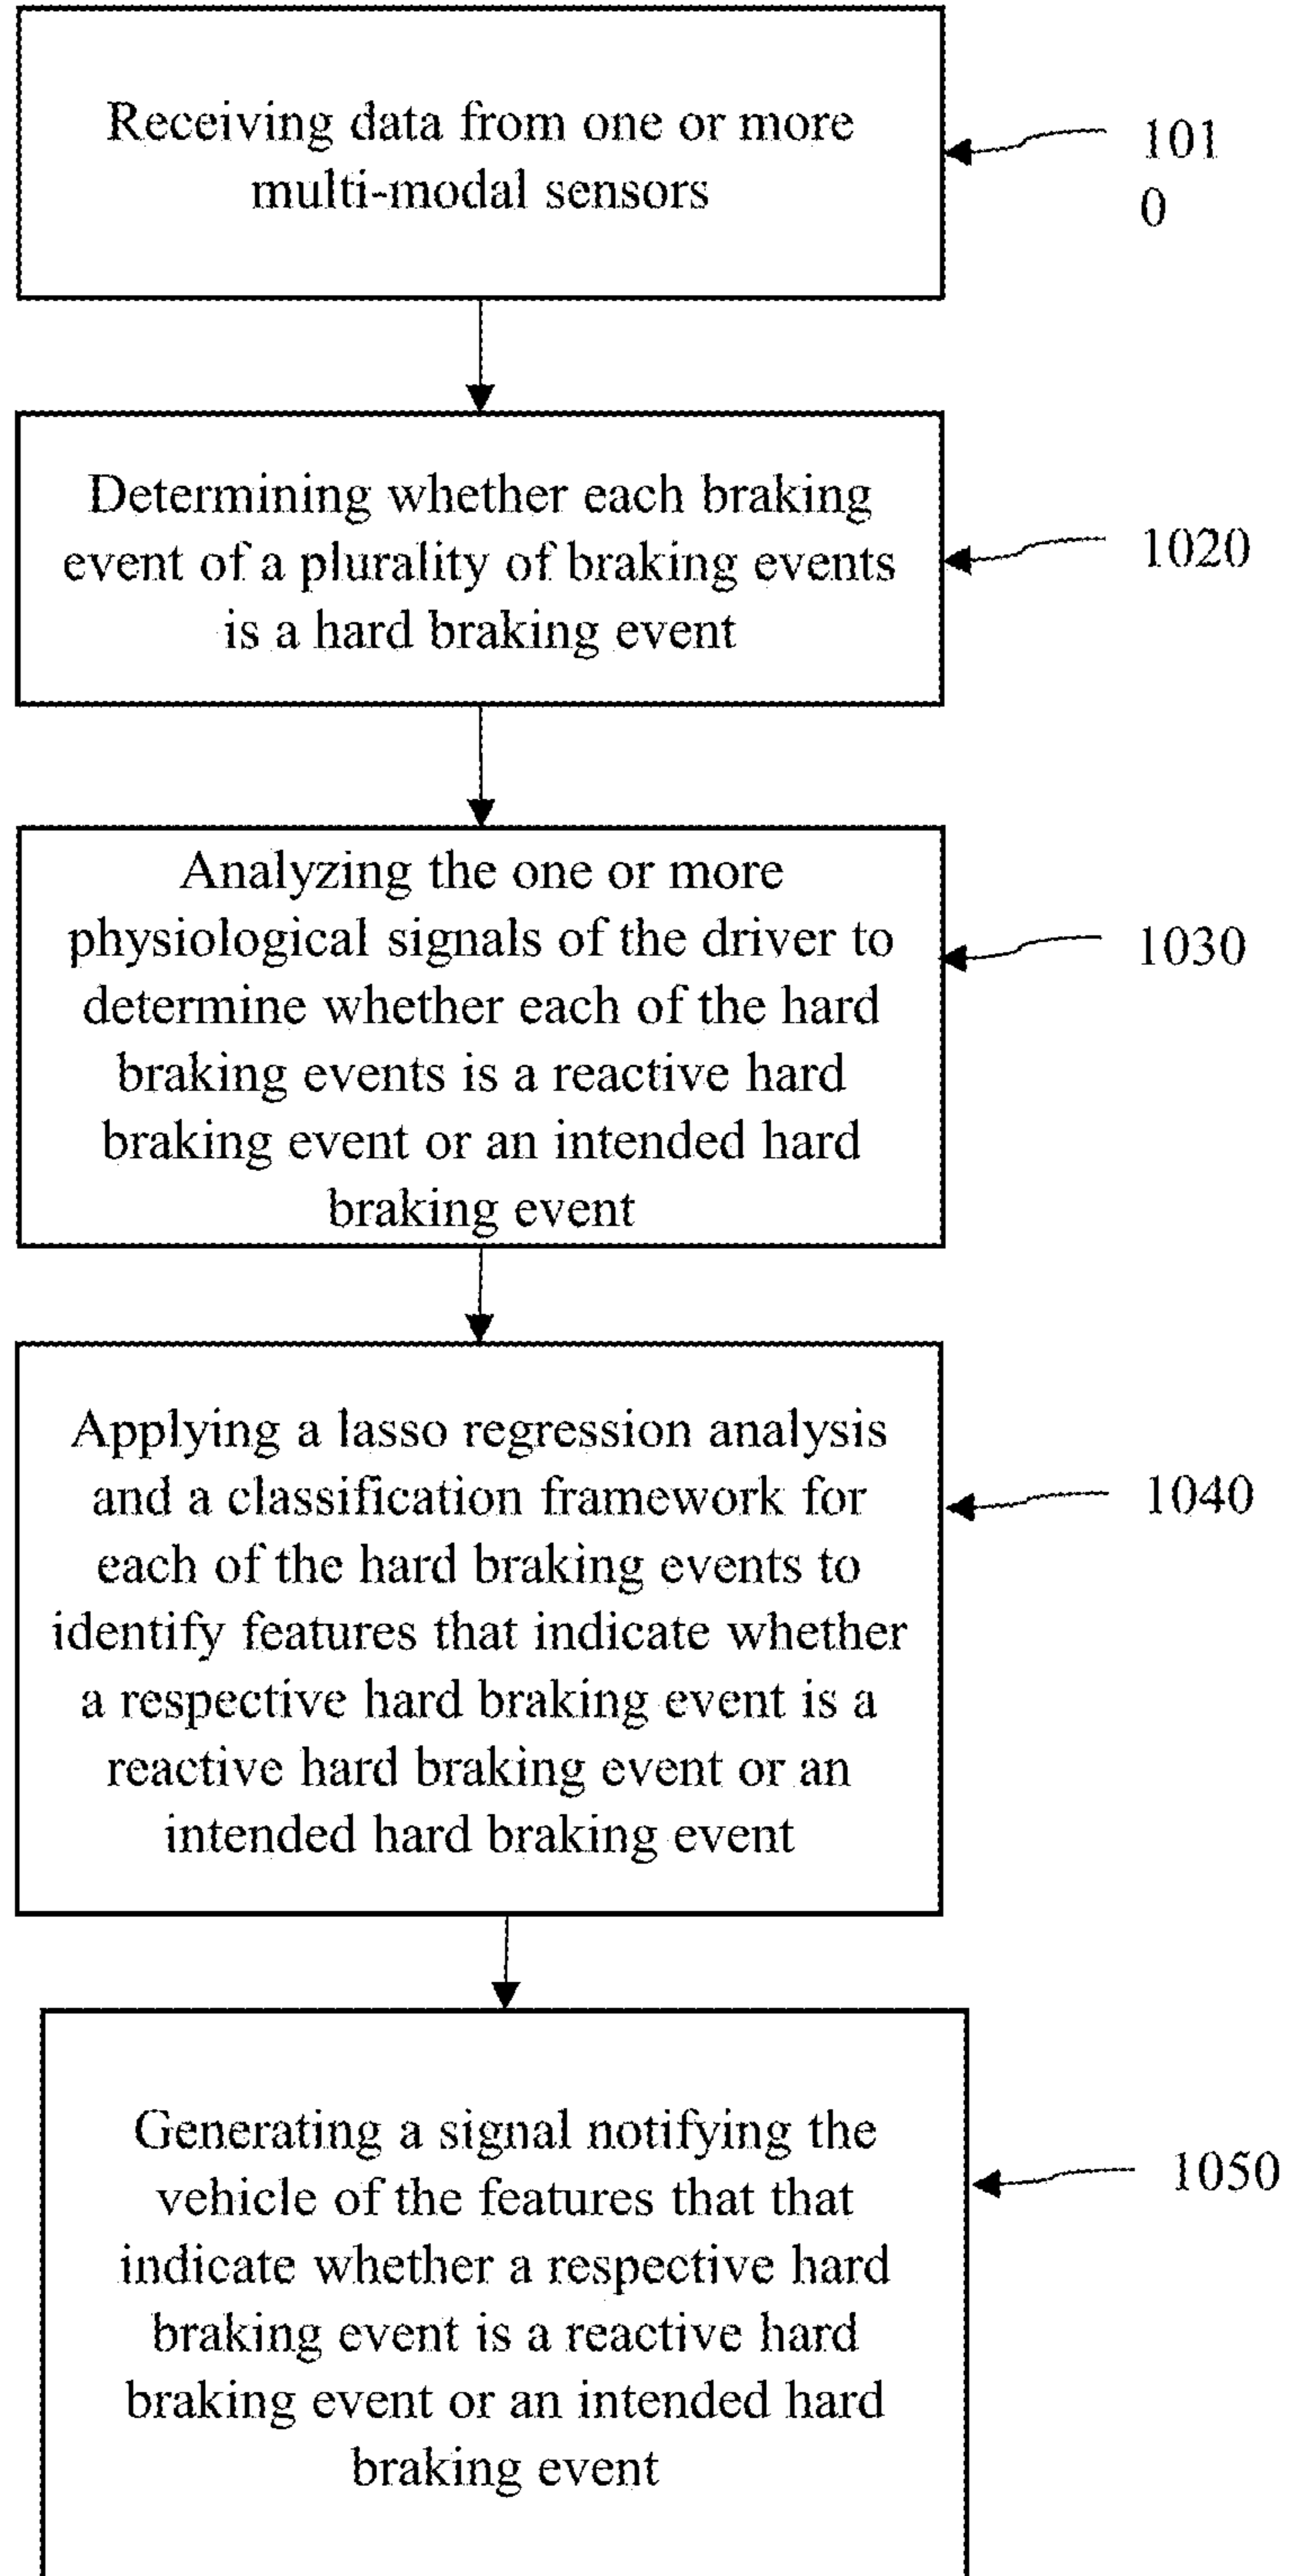 Receiving data from one or more
multi-modal sensors
101
0
Determining whether each braking
event of a plurality of braking events
is a hard braking event
1020
Analyzing the one or more
physiological signals of the driver to
determine whether each of the hard
braking events is a reactive hard
braking event or an intended hard
braking event
1030
Applying a lasso regression analysis
and a classification framework for
each of the hard braking events to
identify features that indicate whether
a respective hard braking event is a
reactive hard braking event or an
intended hard braking event
1040
Generating a signal notifying the
vehicle of the features that that
indicate whether a respective hard
braking event is a reactive hard
braking event or an intended hard
braking event
1050